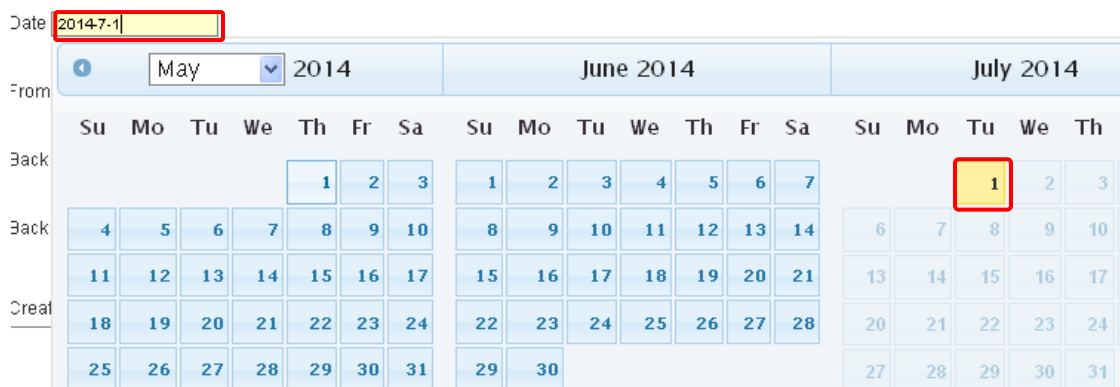 Date 2014-7-1
May 2014 June 2014 July 2014
From
Su Mo Tu We Th Fr Sa Su Mo Tu We Th Fr Sa Su Mo Tu We Th
Back
1 2 3 1 2 3 4 5 6 7 1 2 3
Back
4 5 6 7 8 9 10 8 9 10 11 12 13 14 6 7 8 9 10
11 12 13 14 15 16 17 15 16 17 18 19 20 21 13 14 15 16 17
Creat
18 19 20 21 22 23 24 22 23 24 25 26 27 28 20 21 22 23 24
25 26 27 28 29 30 31 29 30 27 28 29 30 31